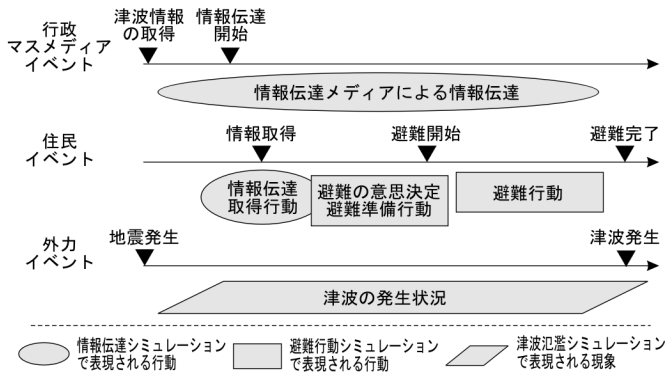 行政
マスメディア
イベント
津波情報
の取得
情報伝達
開始
情報伝達メディアによる情報伝達
住民
イベント
情報取得
避難開始
避難完了
情報伝達
取得行動
避難の意思決定
避難準備行動
避難行動
外力
イベント
地震発生
津波発生
津波の発生状況
情報伝達シミュレーション
で表現される行動
避難行動シミュレーション
で表現される行動
津波氾濫シミュレーション
で表現される現象